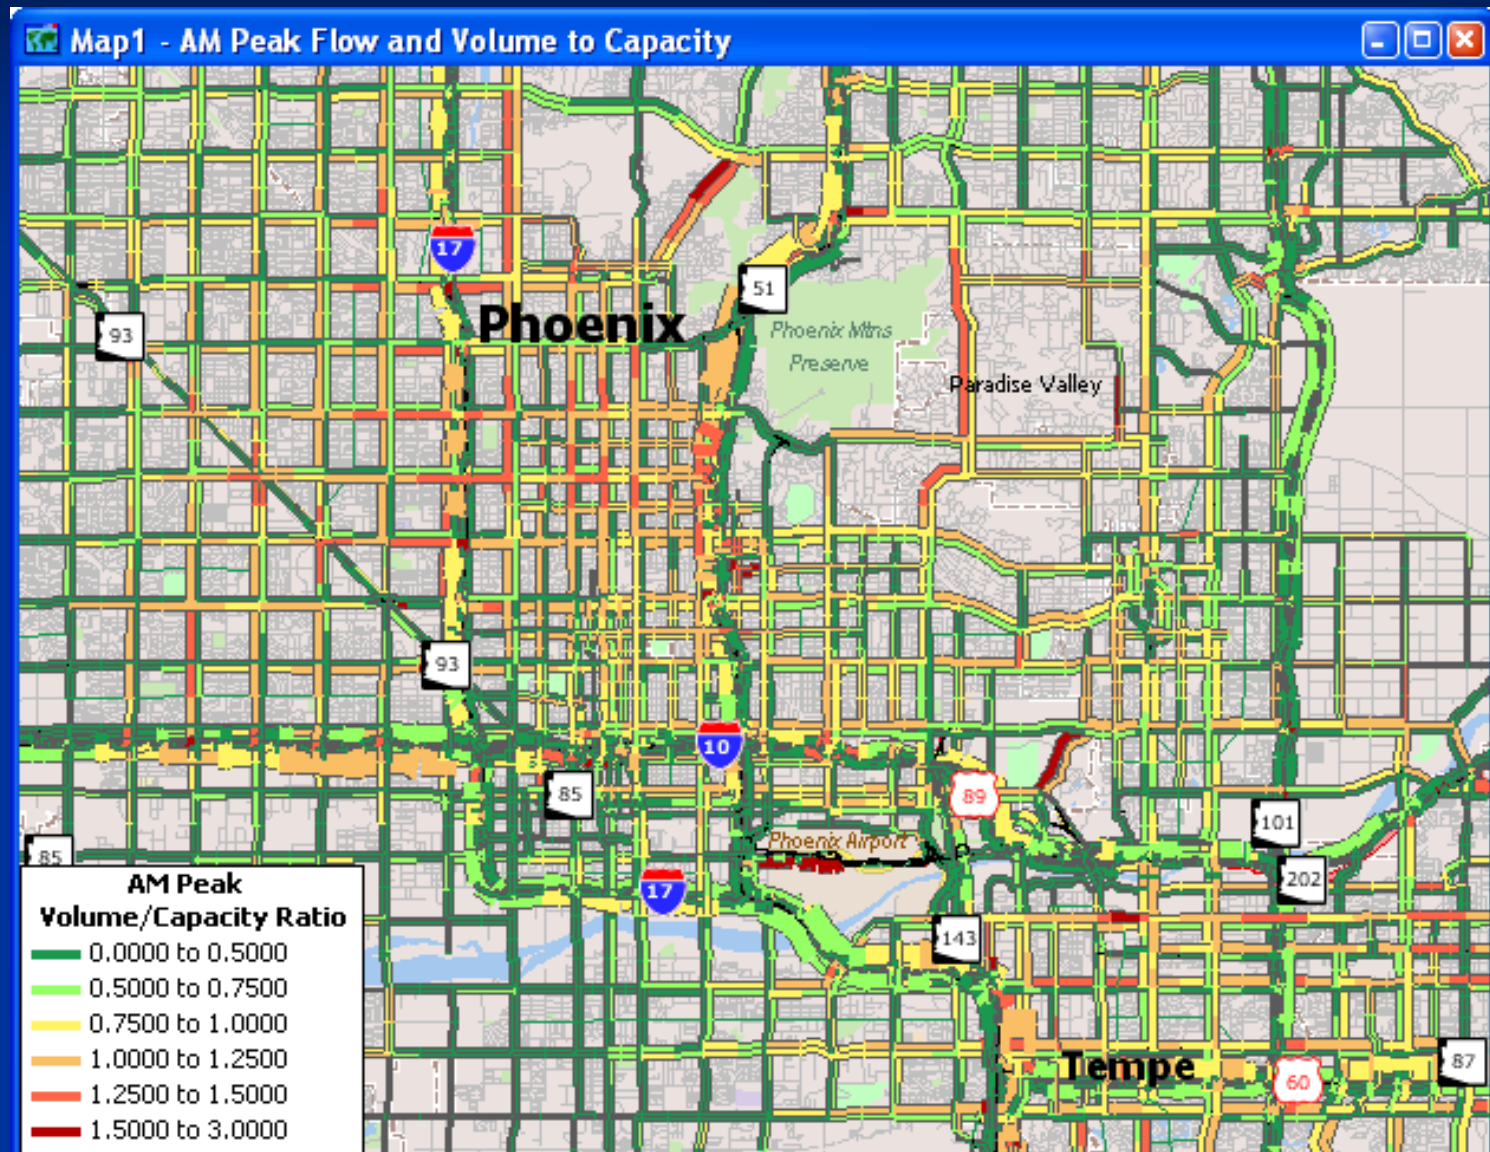 Map1 - AM Peak Flow and Volume to Capacity
17
51
Phoenix
93
Phoenix Mtns
Preserve
Paradise Valley
93
10
85
89
101
Phoenix Airport
85
202
17
143
Tempe
87
60
AM Peak
Volume/Capacity Ratio
0.0000 to 0.5000
0.5000 to 0.7500
0.7500 to 1.0000
1.0000 to 1.2500
1.2500 to 1.5000
1.5000 to 3.0000